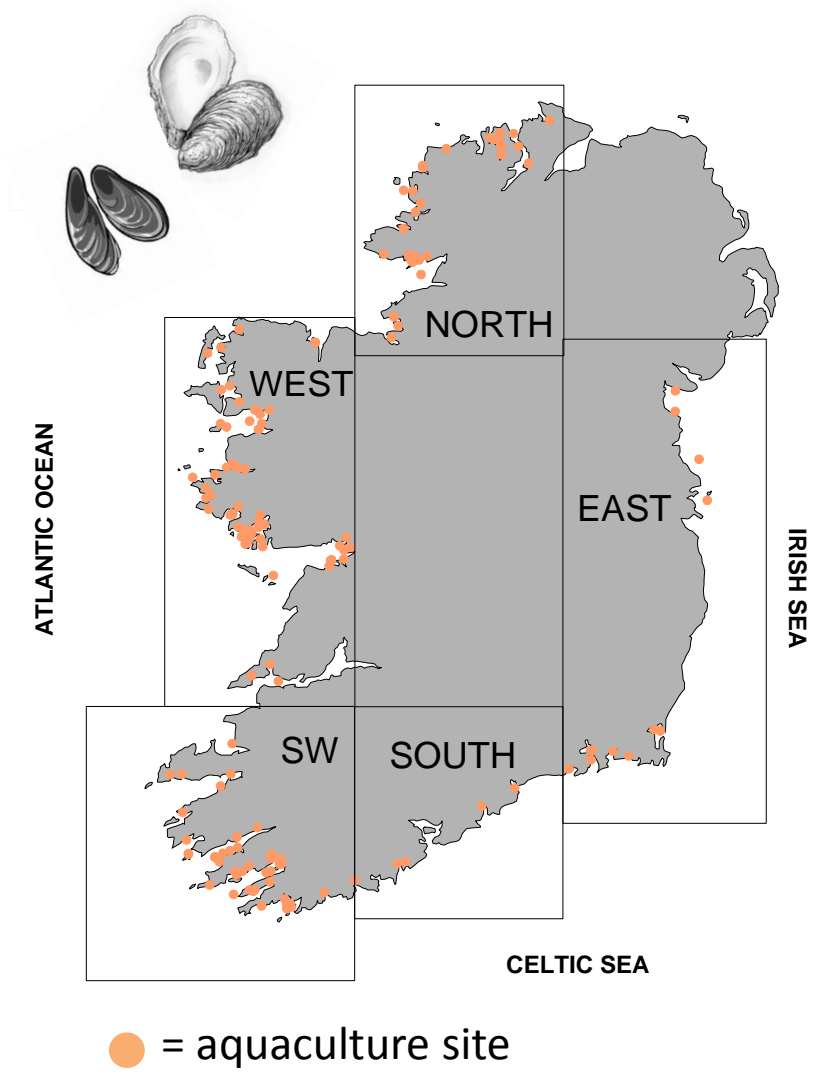 NORTH
WEST
ATLANTIC OCEAN
EAST
IRISH SEA
SW
SOUTH
CELTIC SEA
= aquaculture site